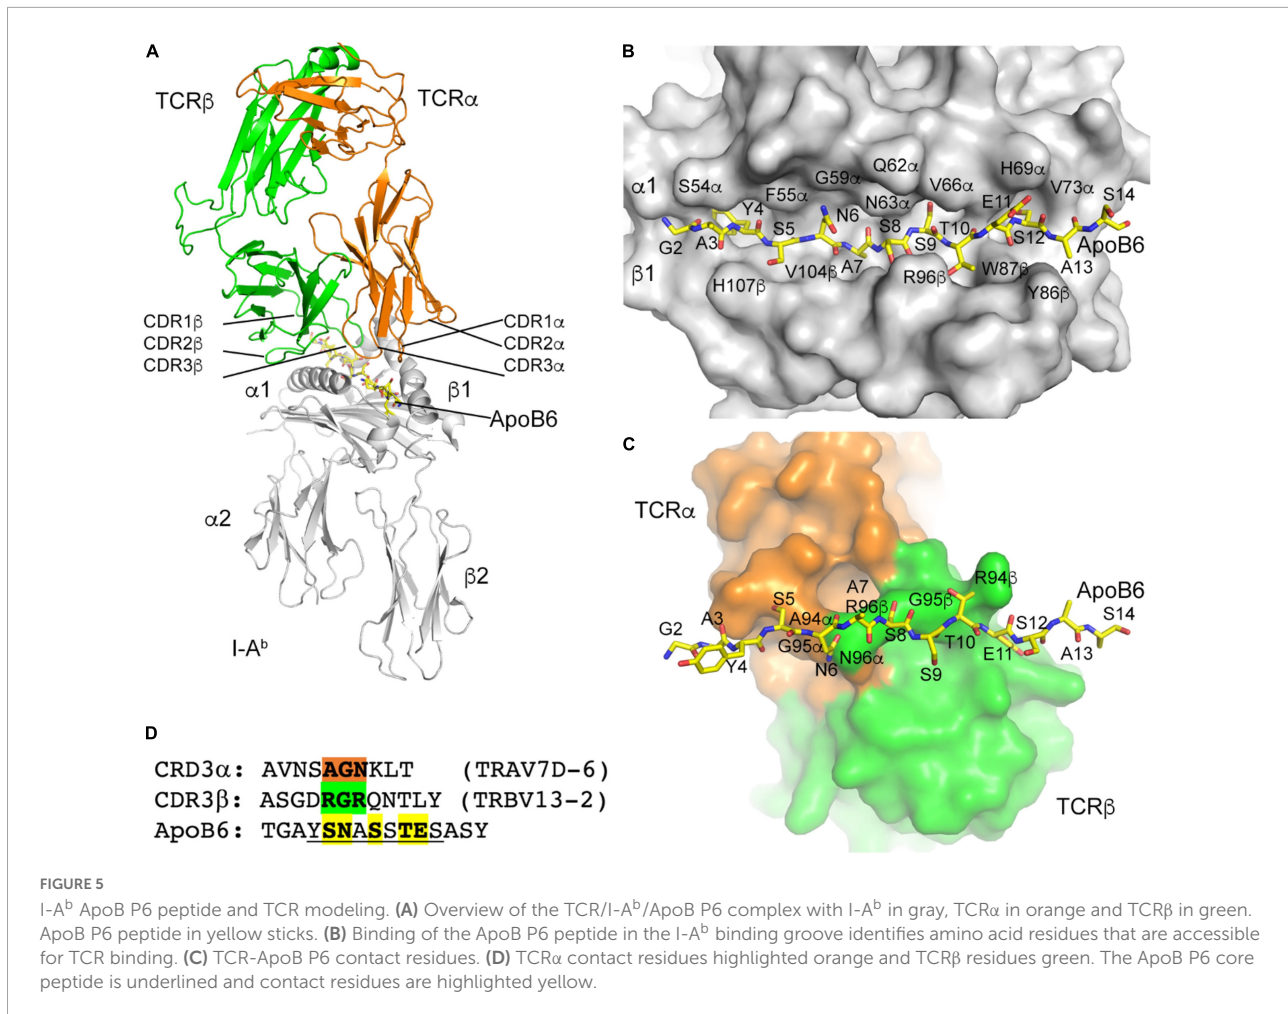 A
TCRβ
TCRα
CDR1β
CDR2β
CDR3β
CDR1α
CDR2α
CDR3α
α1
β1
ApoB6
α2
β2
I-Aᵇ
B
Q62α
H69α
G59α
α1
S54α
F55α
V66α
V73α
S14
Y4
N6
N63α
E11
S8
G2
A3
S5
S9
T10
S12
ApoB6
β1
V104β
A7
A13
H107β
R96β
W87β
Y86β
C
TCRα
A7
R94β
ApoB6
S5
R96β
G95β
S12
S14
G2
A3
A94α
S8
T10
Y4
G95α
N96α
E11
A13
N6
S9
TCRβ
D
CRD3α: AVNSAGNKLT (TRAV7D-6)
CDR3β: ASGDRGRQNTLY (TRBV13-2)
ApoB6: TGAYSNASSTESASY
FIGURE 5
I-Aᵇ ApoB P6 peptide and TCR modeling. (A) Overview of the TCR/I-Aᵇ/ApoB P6 complex with I-Aᵇ in gray, TCRα in orange and TCRβ in green.
ApoB P6 peptide in yellow sticks. (B) Binding of the ApoB P6 peptide in the I-Aᵇ binding groove identifies amino acid residues that are accessible
for TCR binding. (C) TCR-ApoB P6 contact residues. (D) TCRα contact residues highlighted orange and TCRβ residues green. The ApoB P6 core
peptide is underlined and contact residues are highlighted yellow.